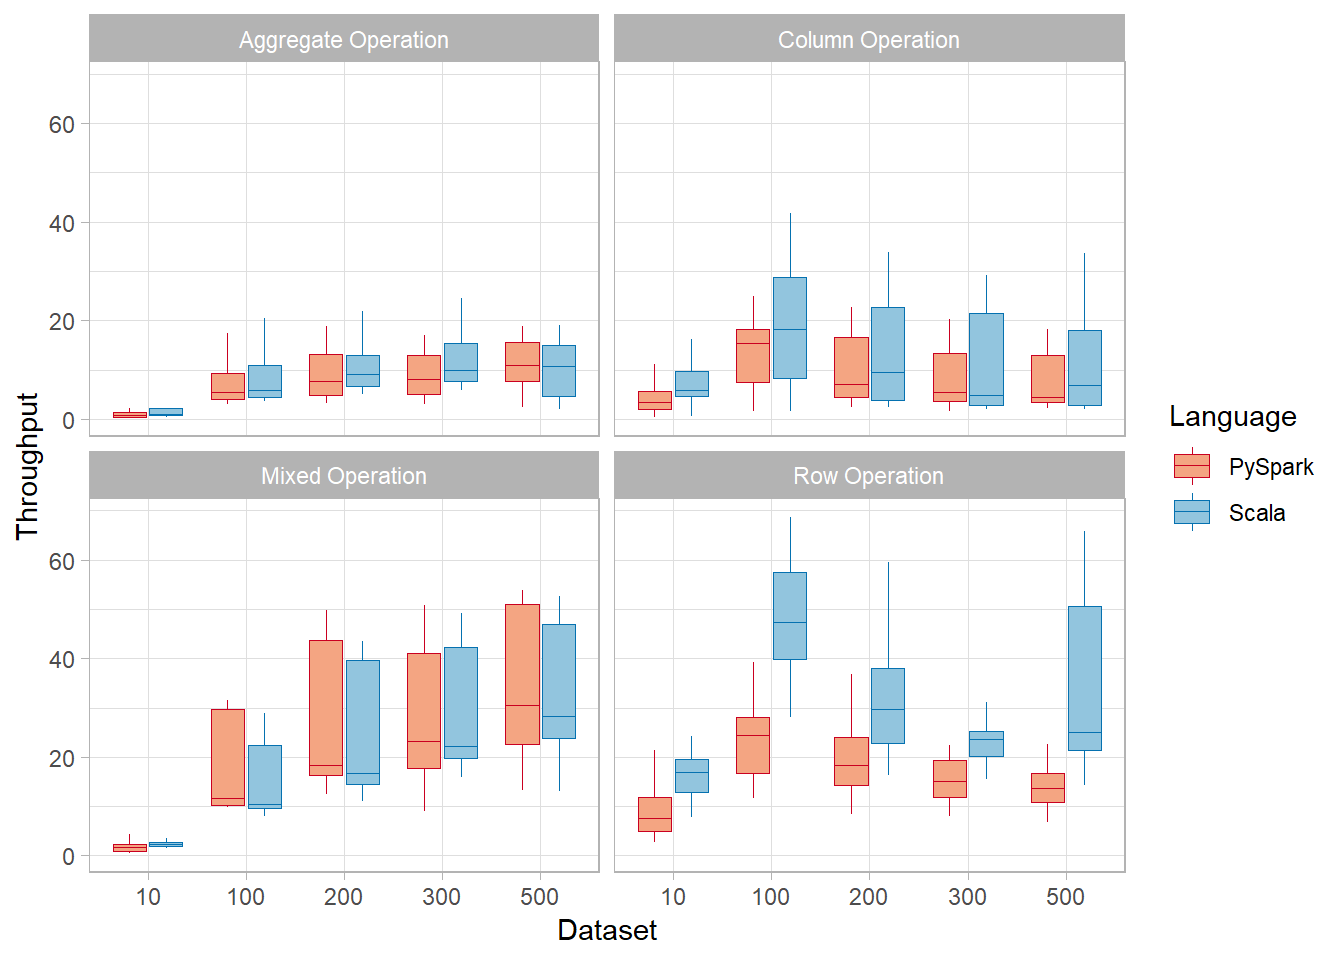 Aggregate Operation
Column Operation
60
40
20
0
Mixed Operation
Row Operation
60
40
20
0
10 100 200 300 500
10 100 200 300 500
Dataset
Throughput
Language
PySpark
Scala